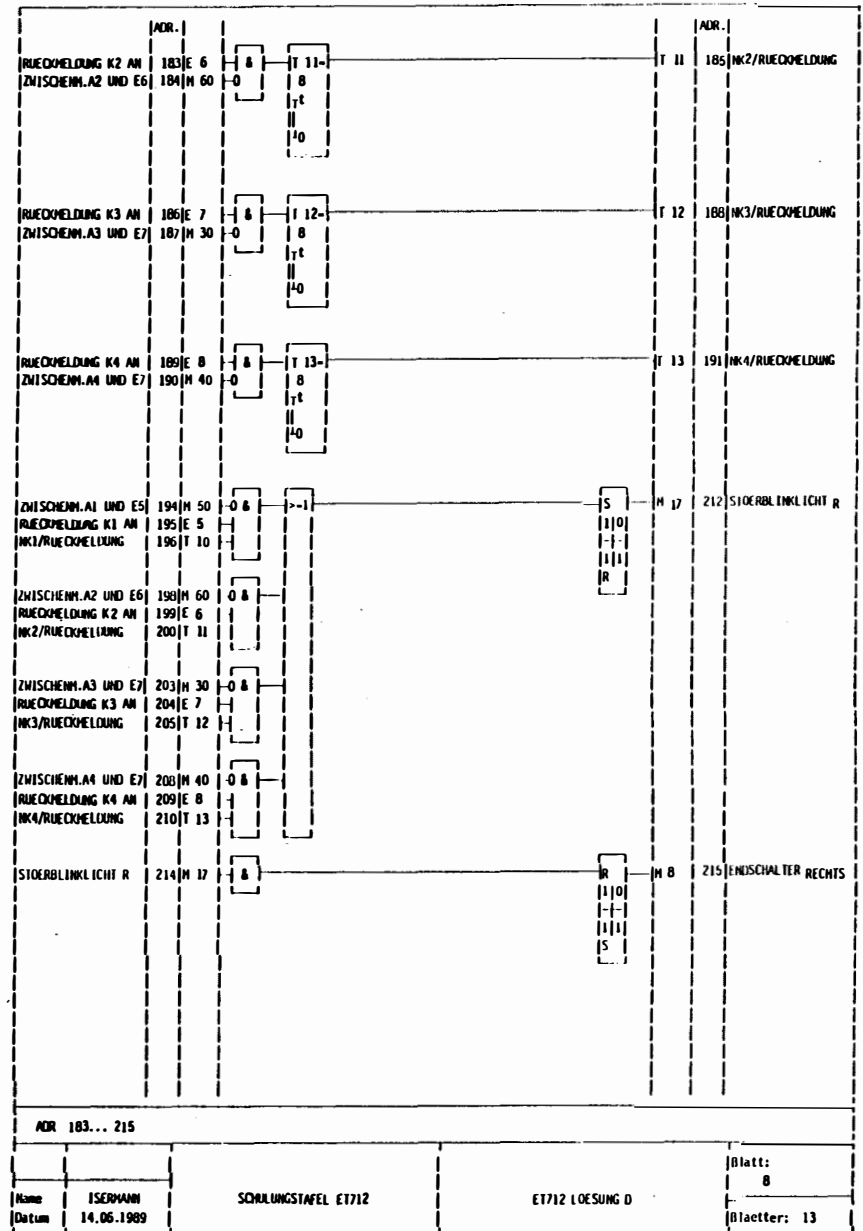 ADR. ADR.
RUECKMELDUNG K2 AN 183 E 6 & T 11= T 11 185 NK2/RUECKMELDUNG
ZWISCHENM.A2 UND E6 184 M 60 O 8
T t
0
RUECKMELDUNG K3 AN 186 E 7 & T 12= T 12 188 NK3/RUECKMELDUNG
ZWISCHENM.A3 UND E7 187 M 30 O 8
T t
0
RUECKMELDUNG K4 AN 189 E 8 & T 13= T 13 191 NK4/RUECKMELDUNG
ZWISCHENM.A4 UND E7 190 M 40 O 8
T t
0
ZWISCHENM.A1 UND E5 194 M 50 O & >=1 S M 17 212 STOERBLINKLICHT R
RUECKMELDUNG K1 AN 195 E 5 1 0
NK1/RUECKMELDUNG 196 T 10 1 1
R
ZWISCHENM.A2 UND E6 198 M 60 O &
RUECKMELDUNG K2 AN 199 E 6
NK2/RUECKMELDUNG 200 T 11
ZWISCHENM.A3 UND E7 203 M 30 O &
RUECKMELDUNG K3 AN 204 E 7
NK3/RUECKMELDUNG 205 T 12
ZWISCHENM.A4 UND E7 208 M 40 O &
RUECKMELDUNG K4 AN 209 E 8
NK4/RUECKMELDUNG 210 T 13
STOERBLINKLICHT R 214 M 17 & R M 8 215 ENDSCHALTER RECHTS
1 0
1 1
S
ADR 183... 215
Blatt:
8
Name ISERMANN SCHULUNGSTAFEL ET712 ET712 LOESUNG D
Datum 14.06.1989 Blaetter: 13